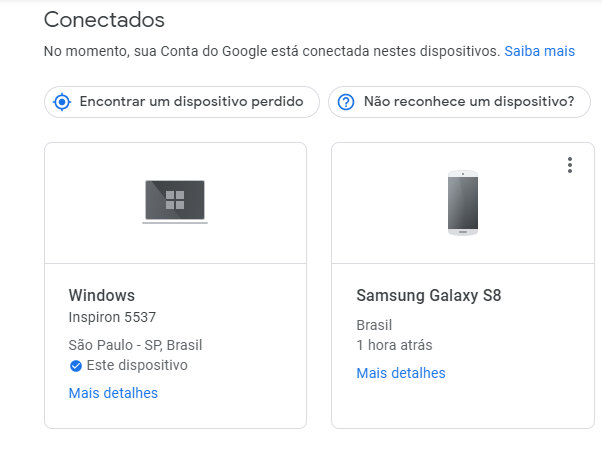 Conectados
No momento, sua Conta do Google está conectada nestes dispositivos. Saiba mais
Encontrar um dispositivo perdido
Não reconhece um dispositivo?
Windows
Inspiron 5537
São Paulo - SP, Brasil
Este dispositivo
Mais detalhes
Samsung Galaxy S8
Brasil
1 hora atrás
Mais detalhes